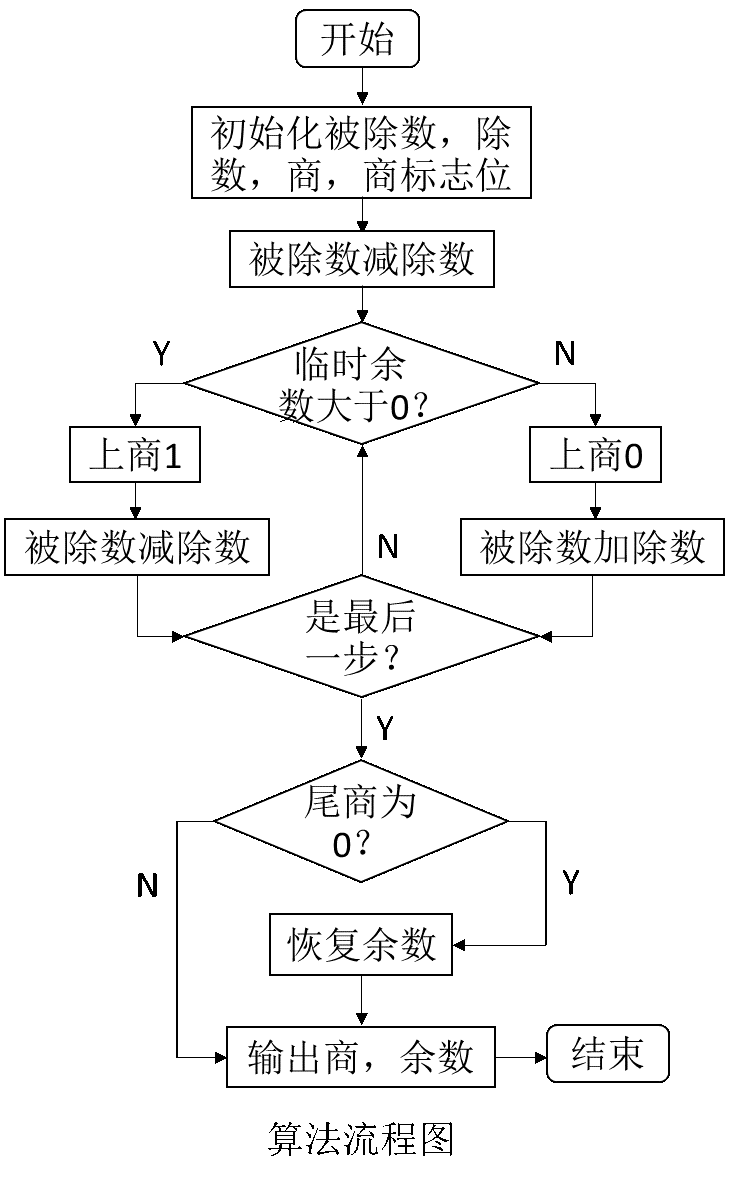 开始
初始化被除数，除
数，商，商标志位
被除数减除数
Y
临时余
数大于0?
N
上商1
上商0
被除数减除数
N
被除数加除数
是最后
一步?
Y
尾商为
0?
N
Y
恢复余数
输出商，余数
结束
算法流程图